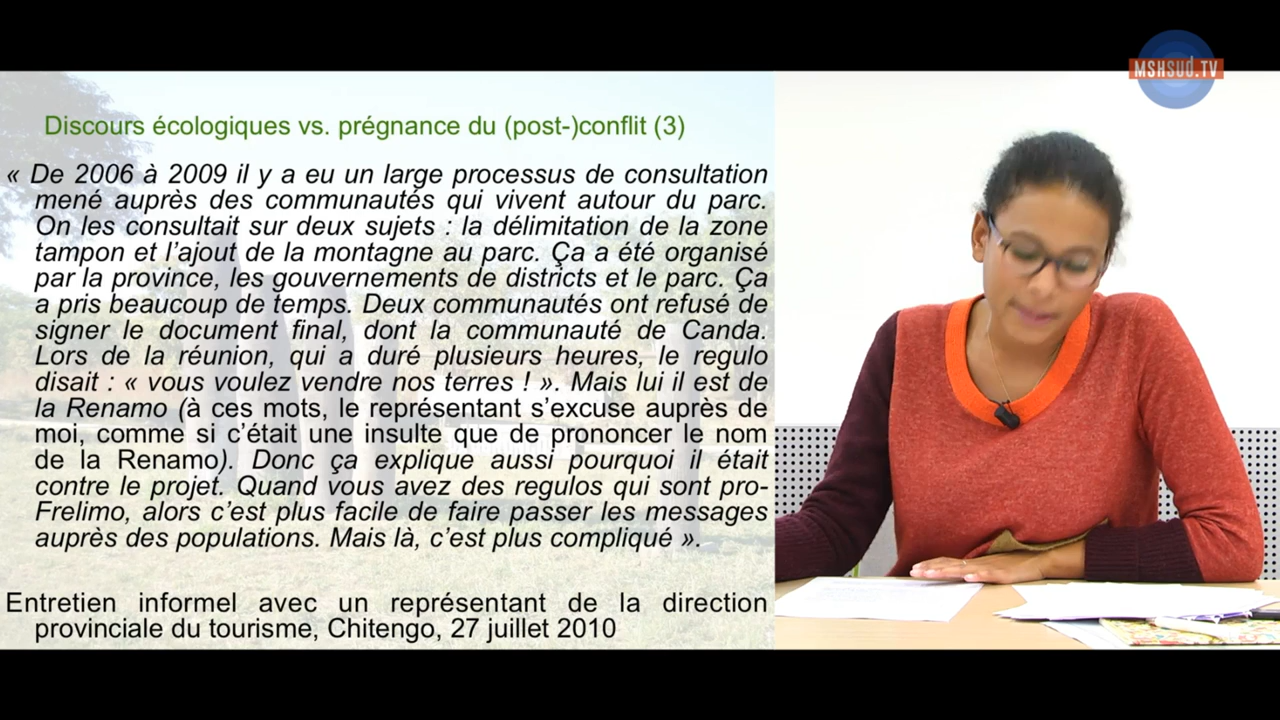 MSHSUD.TV
Discours écologiques vs. prégnance du (post-)conflit (3)
« De 2006 à 2009 il y a eu un large processus de consultation
mené auprès des communautés qui vivent autour du parc.
On les consultait sur deux sujets : la délimitation de la zone
tampon et l’ajout de la montagne au parc. Ça a été organisé
par la province, les gouvernements de districts et le parc. Ça
a pris beaucoup de temps. Deux communautés ont refusé de
signer le document final, dont la communauté de Canda.
Lors de la réunion, qui a duré plusieurs heures, le regulo
disait : « vous voulez vendre nos terres ! ». Mais lui il est de
la Renamo (à ces mots, le représentant s’excuse auprès de
moi, comme si c’était une insulte que de prononcer le nom
de la Renamo). Donc ça explique aussi pourquoi il était
contre le projet. Quand vous avez des regulos qui sont pro-
Frelimo, alors c’est plus facile de faire passer les messages
auprès des populations. Mais là, c’est plus compliqué ».
Entretien informel avec un représentant de la direction
provinciale du tourisme, Chitengo, 27 juillet 2010